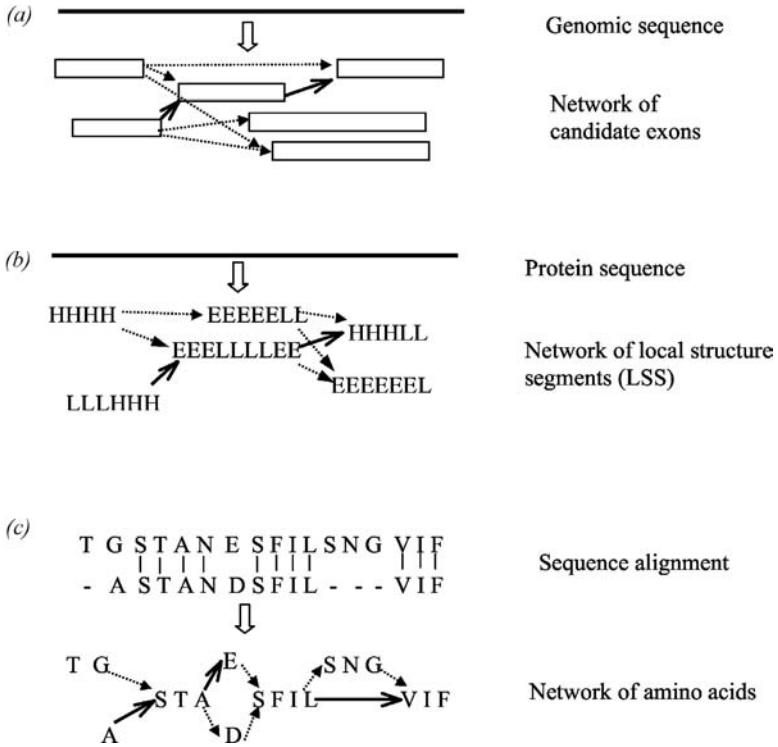 (a)
Genomic sequence
Network of
candidate exons
(b)
Protein sequence
HHHH EEEEELL
HHHLL
EEELLLLEE
EEEEEEL
LLLHHH
Network of local structure
segments (LSS)
(c)
T G S T A N E S F I L S N G V I F
- A S T A N D S F I L - - - V I F
Sequence alignment
T G E S N G
S T A S F I L V I F
A D
Network of amino acids